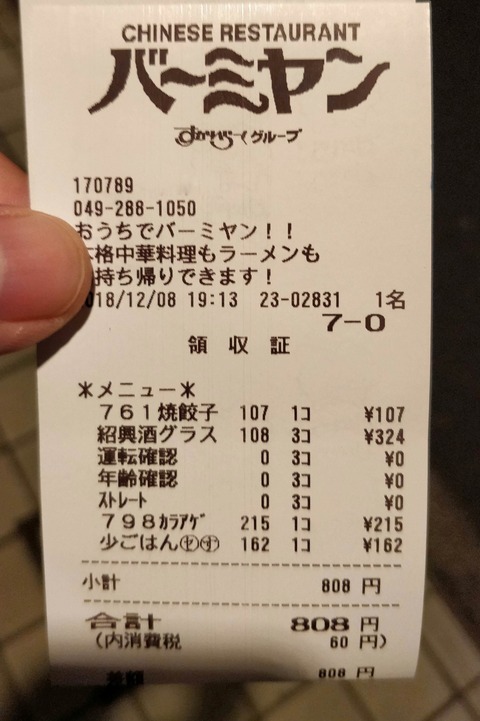 CHINESE RESTAURANT
バーミヤン
すかいらーくグループ
170789
049-288-1050
おうちでバーミヤン！！
本格中華料理もラーメンも
持ち帰りできます！
018/12/08 19:13 23-02831 1名
7-0
領 収 証
＊メニュー＊
７６１焼餃子 107 1コ ¥107
紹興酒グラス 108 3コ ¥324
運転確認 0 3コ ¥0
年齢確認 0 3コ ¥0
ｽﾄﾚｰﾄ 0 3コ ¥0
７９８ｶﾗｱｹﾞ 215 1コ ¥215
少ごはん㋪㋜ 162 1コ ¥162
小計 808 円
合計 808 円
(内消費税 60 円)
808 円